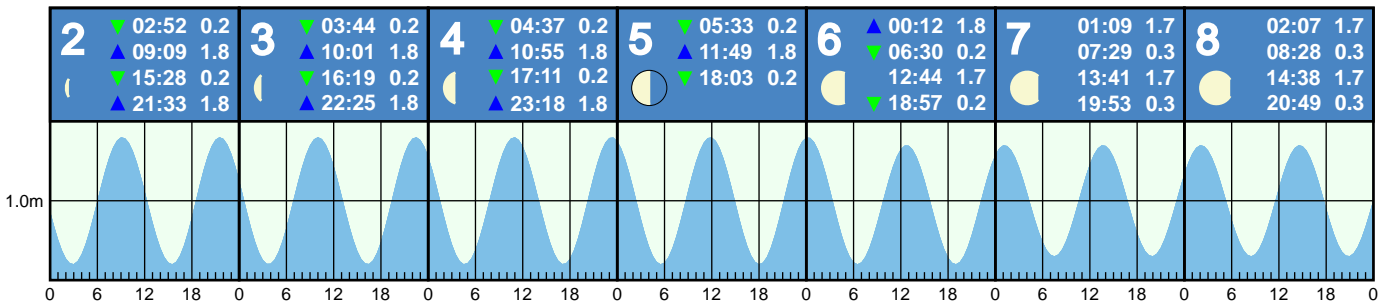 2
▼ 02:52 0.2
▲ 09:09 1.8
▼ 15:28 0.2
▲ 21:33 1.8
3
▼ 03:44 0.2
▲ 10:01 1.8
▼ 16:19 0.2
▲ 22:25 1.8
4
▼ 04:37 0.2
▲ 10:55 1.8
▼ 17:11 0.2
▲ 23:18 1.8
5
▼ 05:33 0.2
▲ 11:49 1.8
▼ 18:03 0.2
6
▲ 00:12 1.8
▼ 06:30 0.2
12:44 1.7
▼ 18:57 0.2
7
01:09 1.7
07:29 0.3
13:41 1.7
19:53 0.3
8
02:07 1.7
08:28 0.3
14:38 1.7
20:49 0.3
1.0m
0 6 12 18 0 6 12 18 0 6 12 18 0 6 12 18 0 6 12 18 0 6 12 18 0 6 12 18 0